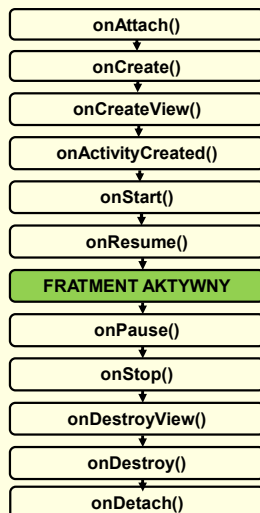 onAttach()
onCreate()
onCreateView()
onActivityCreated()
onStart()
onResume()
FRATMENT AKTYWNY
onPause()
onStop()
onDestroyView()
onDestroy()
onDetach()